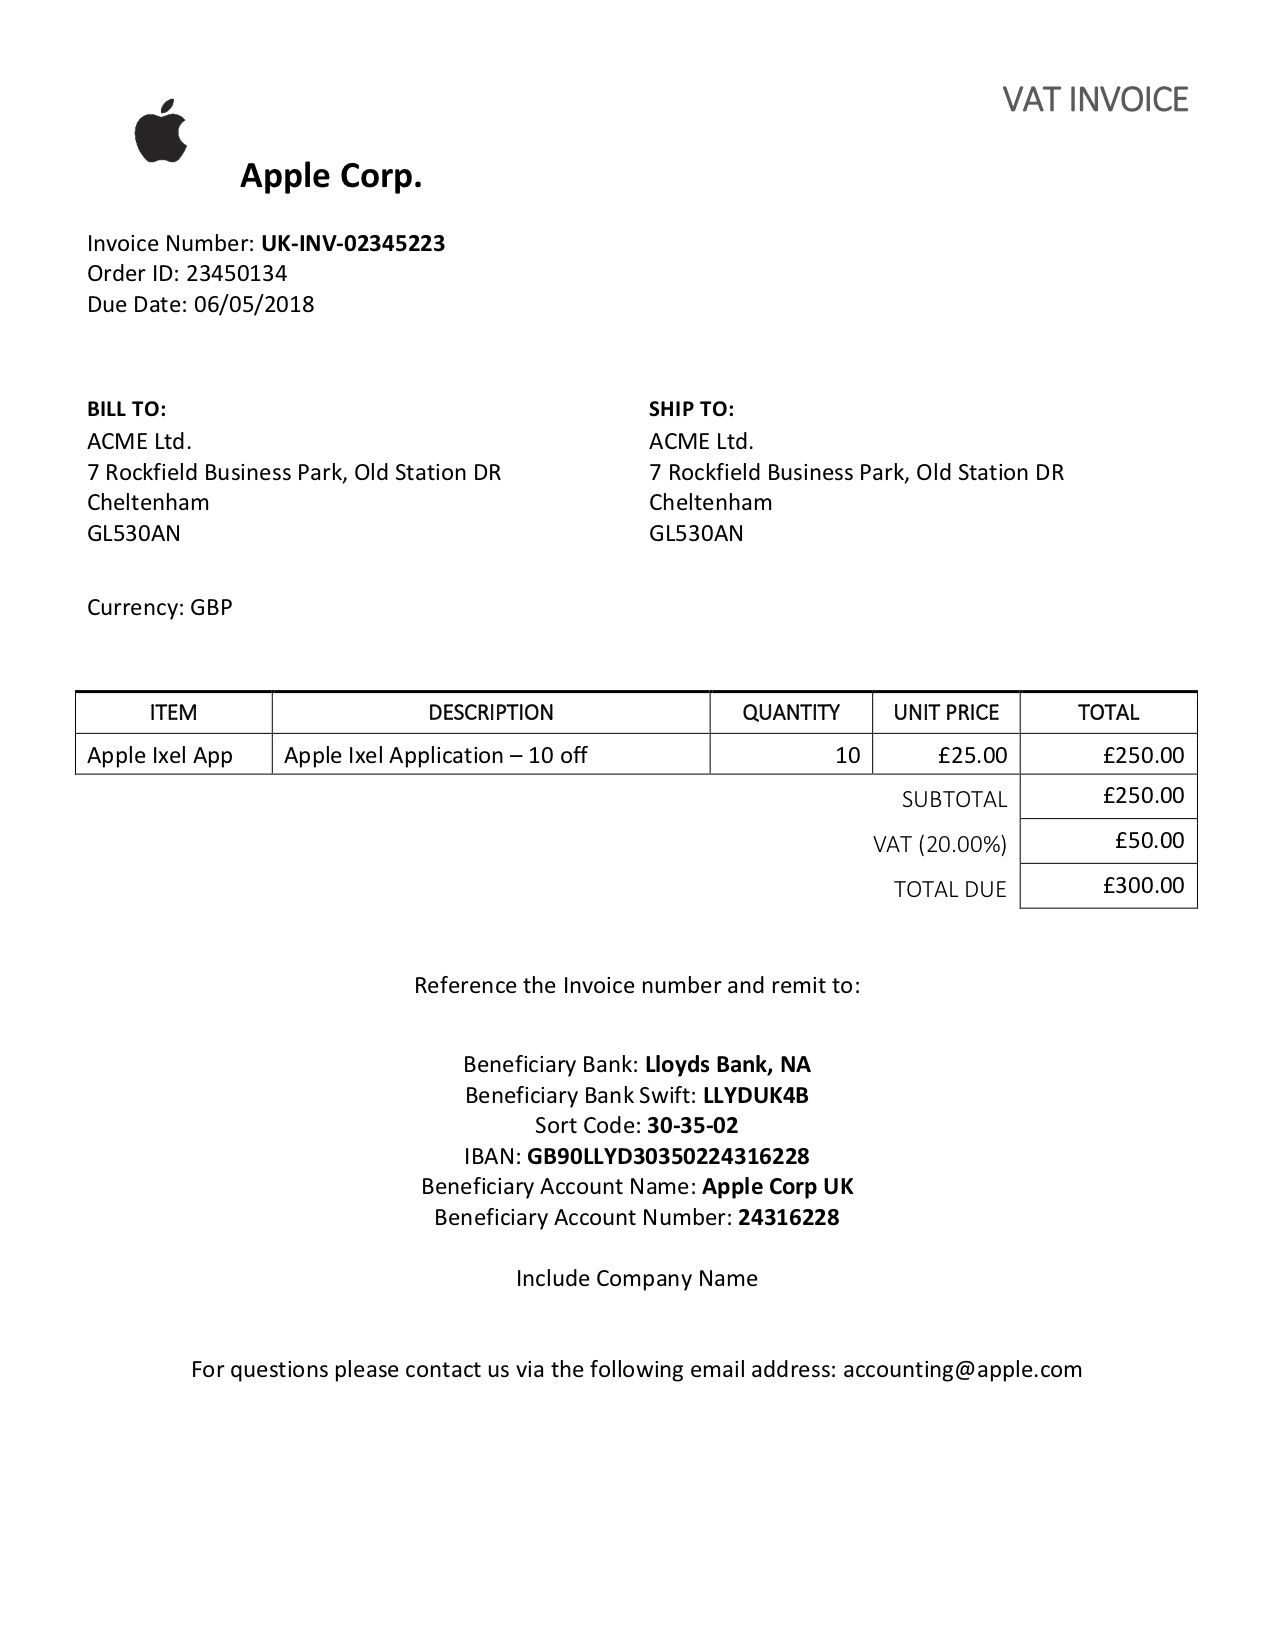 VAT INVOICE
Apple Corp.
Invoice Number: UK-INV-02345223
Order ID: 23450134
Due Date: 06/05/2018
BILL TO:
ACME Ltd.
7 Rockfield Business Park, Old Station DR
Cheltenham
GL530AN
SHIP TO:
ACME Ltd.
7 Rockfield Business Park, Old Station DR
Cheltenham
GL530AN
Currency: GBP
ITEM DESCRIPTION QUANTITY UNIT PRICE TOTAL
Apple Ixel App Apple Ixel Application – 10 off 10 £25.00 £250.00
SUBTOTAL £250.00
VAT (20.00%) £50.00
TOTAL DUE £300.00
Reference the Invoice number and remit to:
Beneficiary Bank: Lloyds Bank, NA
Beneficiary Bank Swift: LLYDUK4B
Sort Code: 30-35-02
IBAN: GB90LLYD30350224316228
Beneficiary Account Name: Apple Corp UK
Beneficiary Account Number: 24316228
Include Company Name
For questions please contact us via the following email address: accounting@apple.com